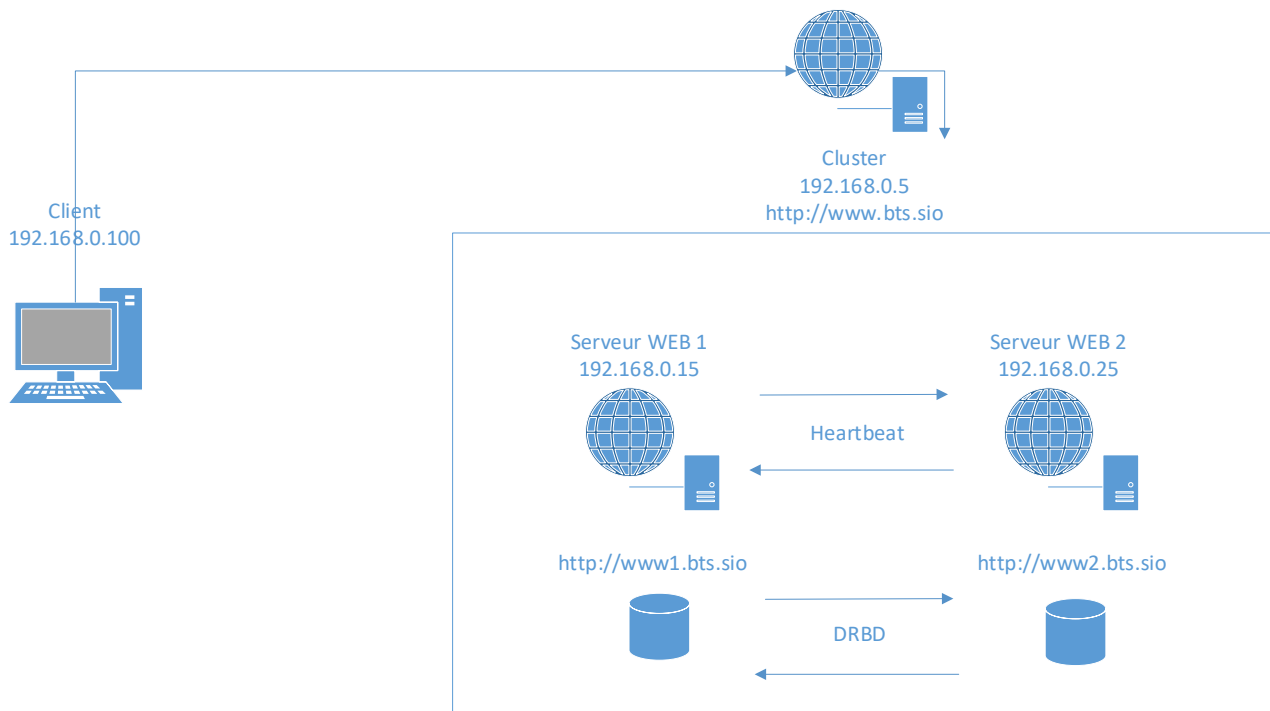 Cluster
192.168.0.5
http://www.bts.sio
Client
192.168.0.100
Serveur WEB 1
192.168.0.15
Serveur WEB 2
192.168.0.25
Heartbeat
http://www1.bts.sio
http://www2.bts.sio
DRBD